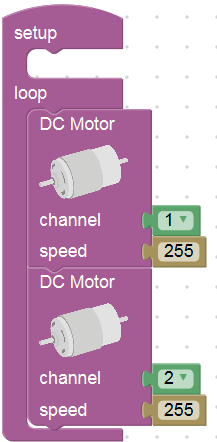 setup
loop
DC Motor
channel 1
speed 255
DC Motor
channel 2
speed 255